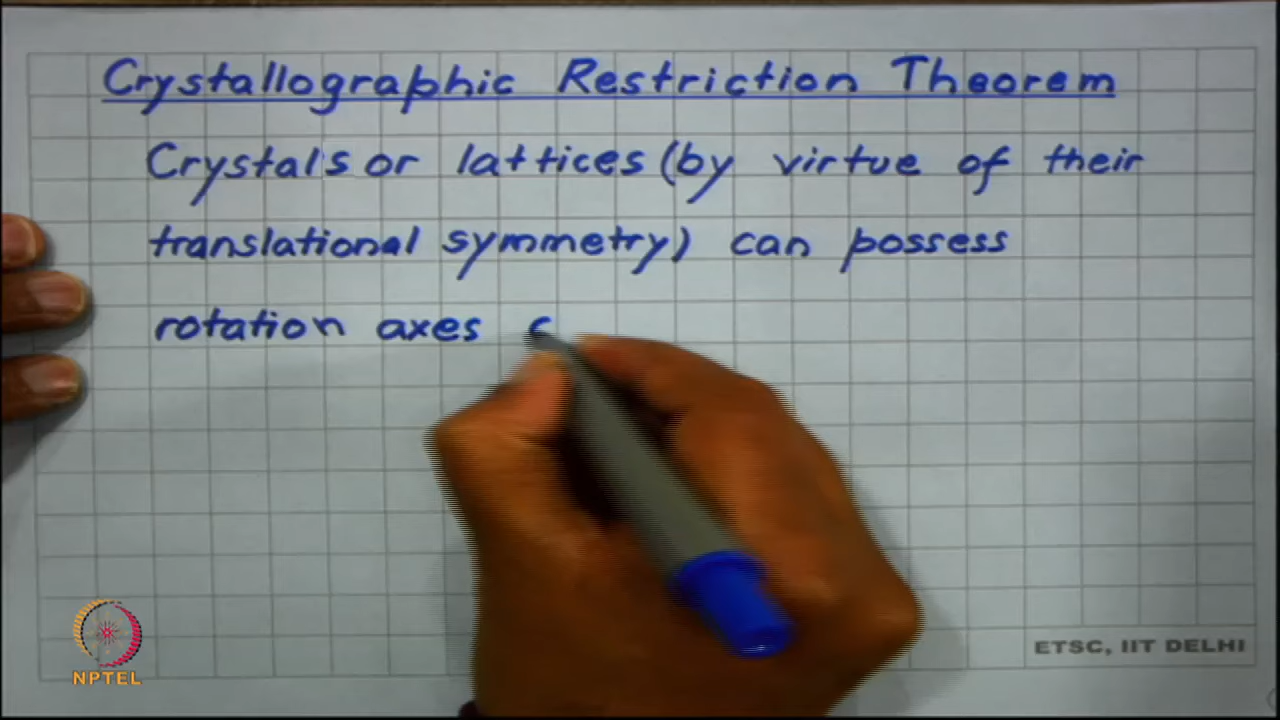 Crystallographic Restriction Theorem
Crystals or lattices (by virtue of their
translational symmetry) can possess
rotation axes
NPTEL
ETSC, IIT DELHI